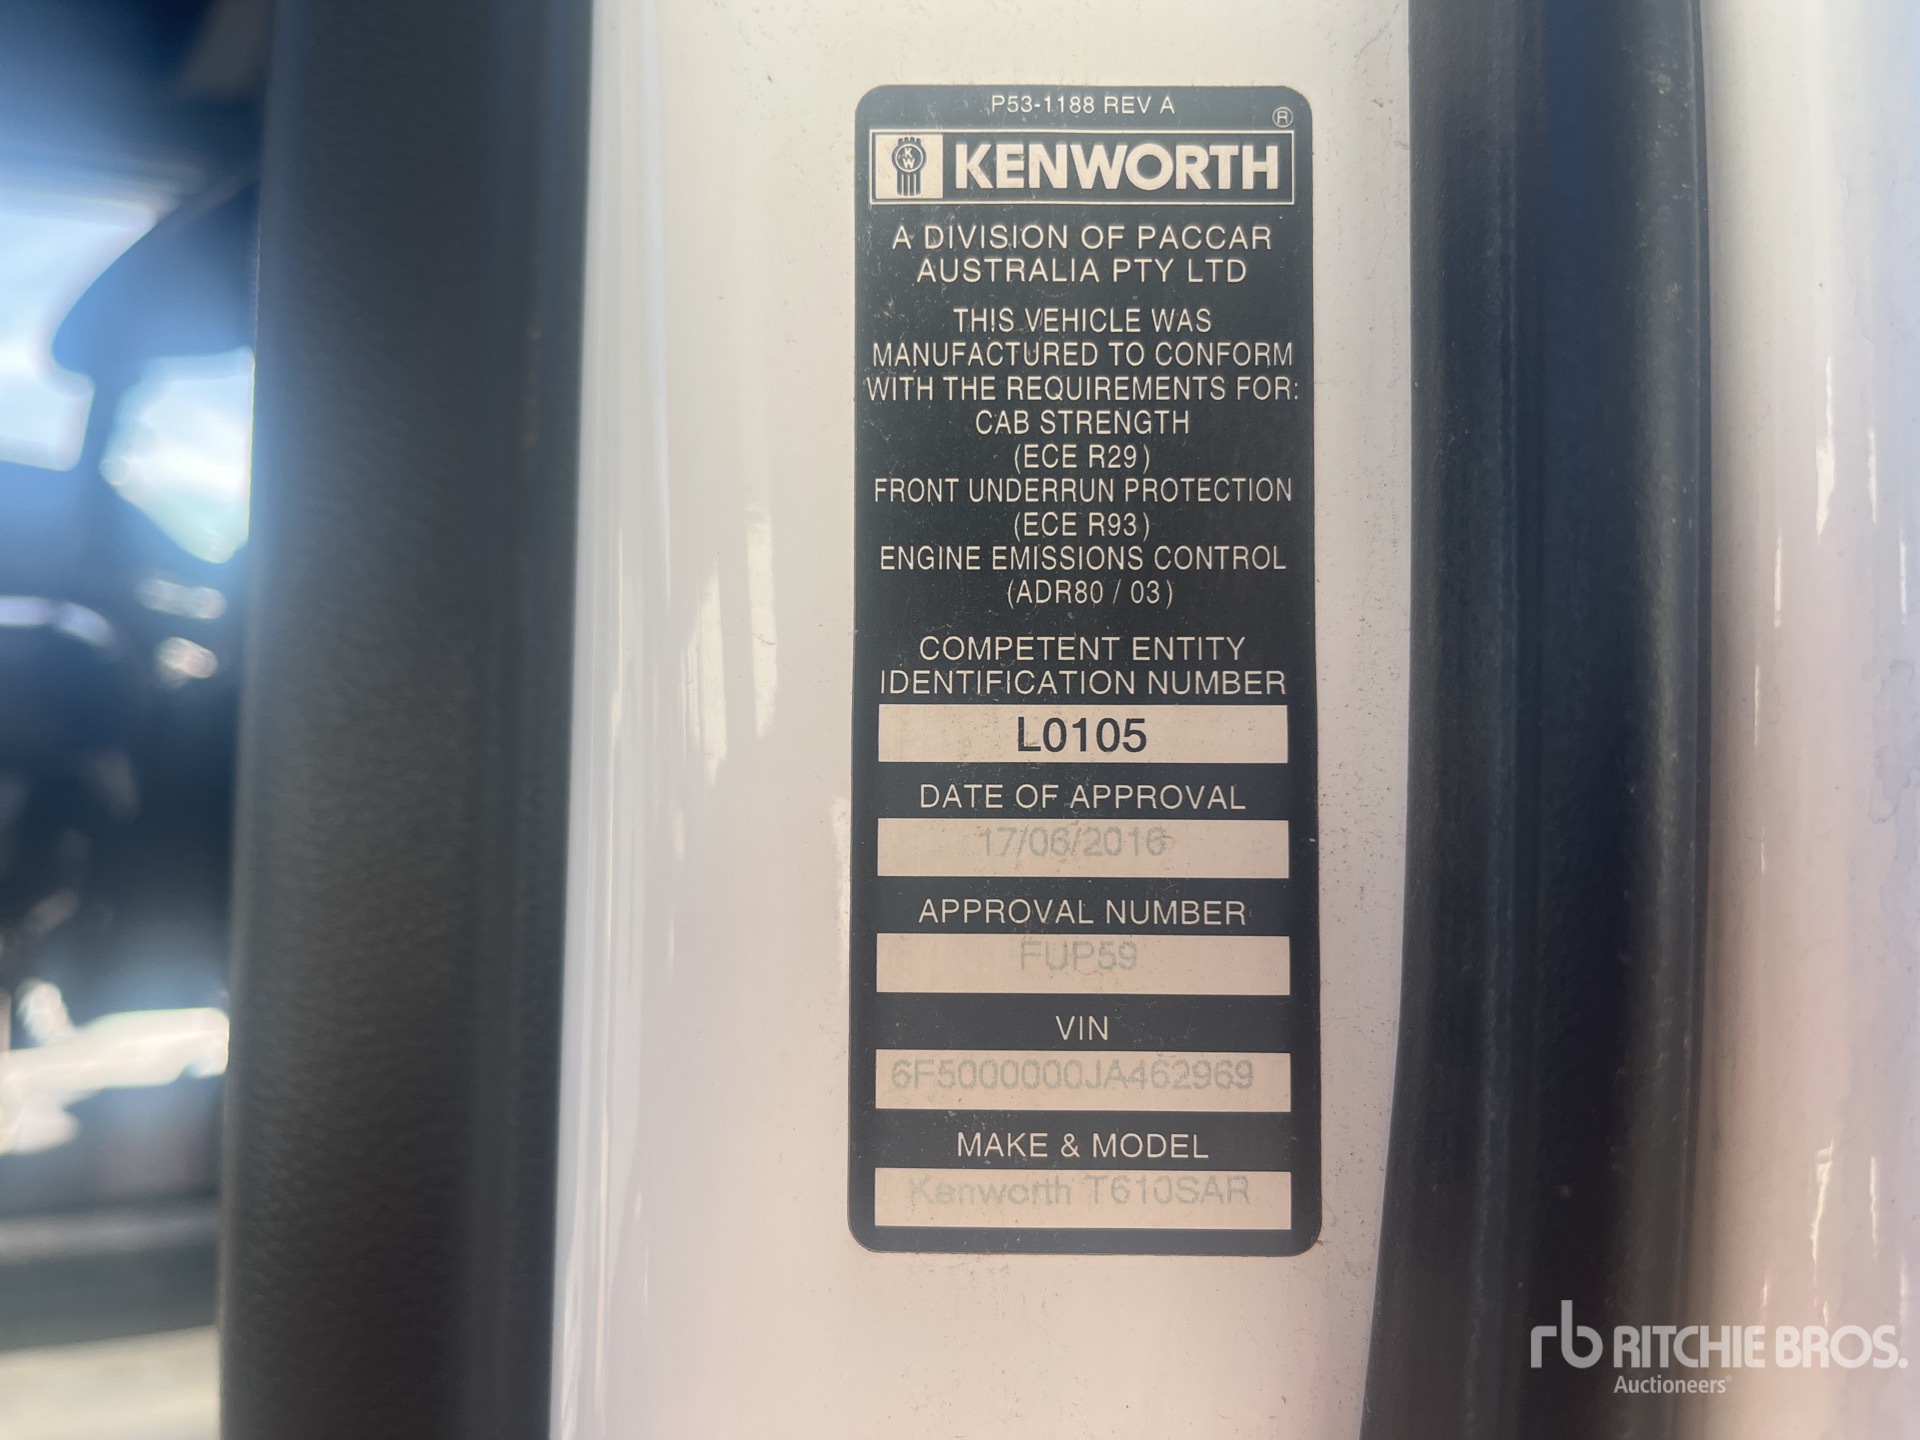 P53-1188 REV A
®
KW KENWORTH
A DIVISION OF PACCAR
AUSTRALIA PTY LTD
THIS VEHICLE WAS
MANUFACTURED TO CONFORM
WITH THE REQUIREMENTS FOR:
CAB STRENGTH
(ECE R29)
FRONT UNDERRUN PROTECTION
(ECE R93)
ENGINE EMISSIONS CONTROL
(ADR80 / 03)
COMPETENT ENTITY
IDENTIFICATION NUMBER
L0105
DATE OF APPROVAL
17/06/2016
APPROVAL NUMBER
FUP59
VIN
6F5000000JA462969
MAKE & MODEL
Kenworth T610SAR
rb RITCHIE BROS.
Auctioneers